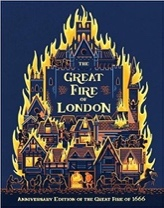 THE
GREAT
FIRE OF
LONDON
ANNIVERSARY EDITION OF THE GREAT FIRE OF 1666